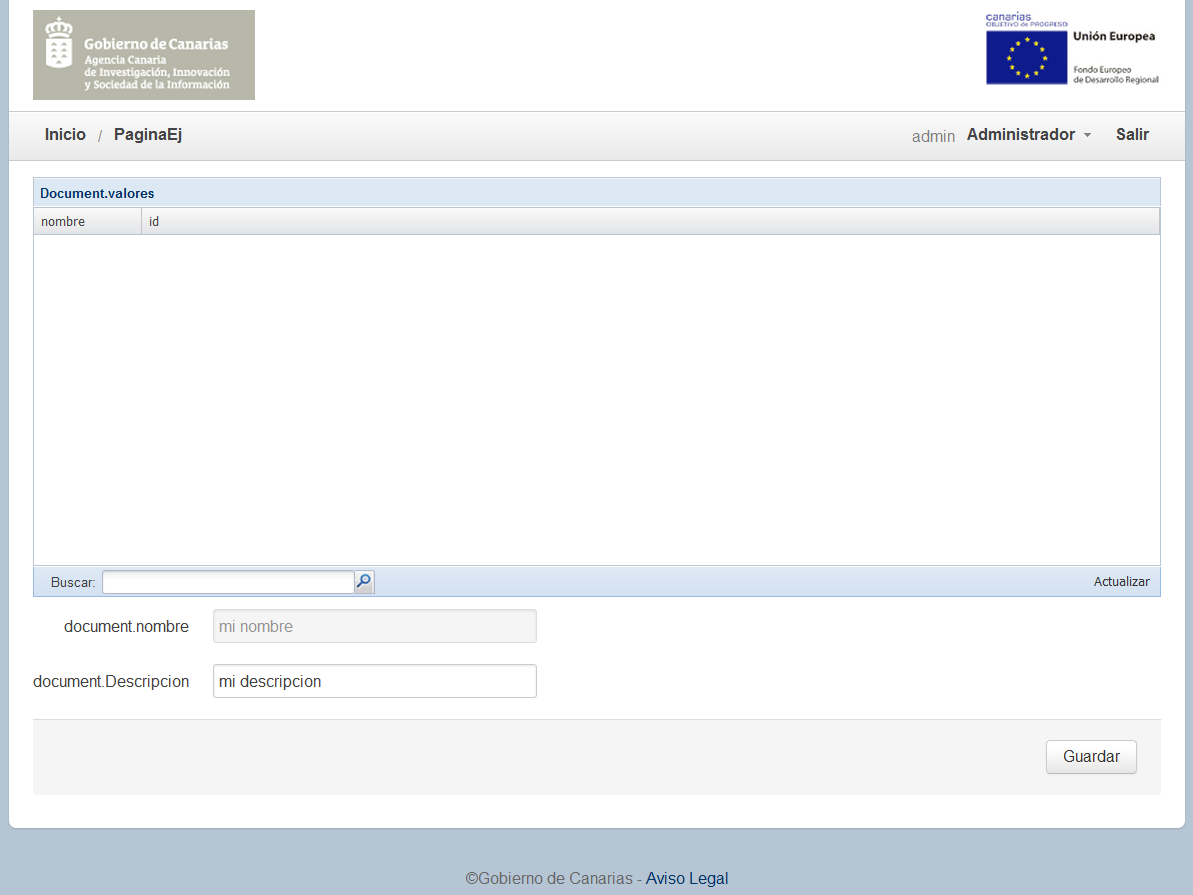 Gobierno de Canarias
Agencia Canaria
de Investigación, Innovación
y Sociedad de la Información
canarias
OBJETIVO DE PROGRESO
Unión Europea
Fondo Europeo
de Desarrollo Regional
Inicio / PaginaEj
admin Administrador Salir
Document.valores
nombre id
Buscar:
Actualizar
document.nombre mi nombre
document.Descripcion mi descripcion
Guardar
©Gobierno de Canarias - Aviso Legal